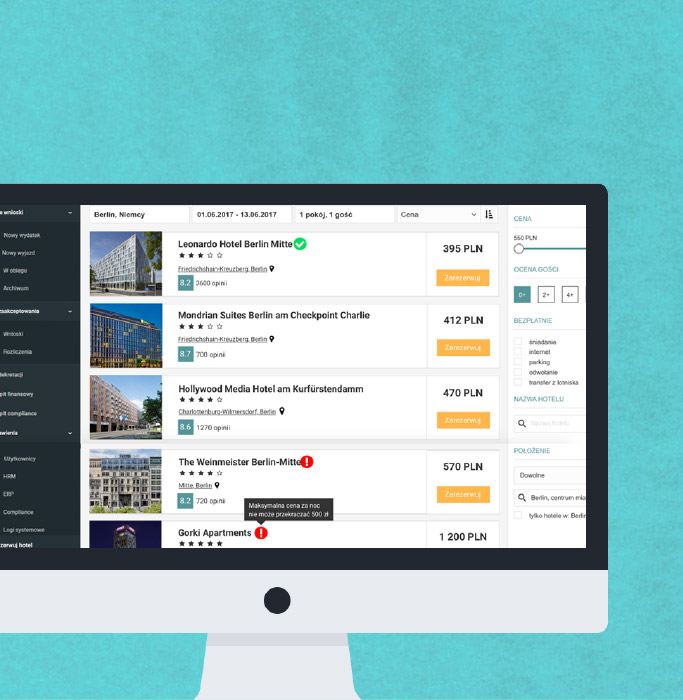 e wnioski
Nowy wydatek
Nowy wyjazd
W obiegu
Archiwum
zaakceptowania
Wnioski
Rozliczenia
dekretacji
pit finansowy
pit compliance
awienia
Użytkownicy
HRM
ERP
Compliance
Logi systemowe
zerwuj hotel
Berlin, Niemcy
01.06.2017 - 13.06.2017
1 pokój, 1 gość
Cena
Leonardo Hotel Berlin Mitte
Friedrichshain-Kreuzberg, Berlin
8.2 3600 opinii
395 PLN
Zarezerwuj
Mondrian Suites Berlin am Checkpoint Charlie
Friedrichshain-Kreuzberg, Berlin
8.7 700 opinii
412 PLN
Zarezerwuj
Hollywood Media Hotel am Kurfürstendamm
Charlottenburg-Wilmersdorf, Berlin
8.6 1270 opinii
470 PLN
Zarezerwuj
The Weinmeister Berlin-Mitte
Mitte, Berlin
8.2 720 opinii
570 PLN
Zarezerwuj
Maksymalna cena za noc
nie może przekraczać 500 zł
Gorki Apartments
1 200 PLN
CENA
550 PLN
OCENA GOŚCI
0+ 2+ 4+
BEZPŁATNIE
śniadanie
internet
parking
odwołanie
transfer z lotniska
NAZWA HOTELU
Nazwa hotelu
POŁOŻENIE
Dowolne
Berlin, centrum mia
tylko hotele w: Berlin